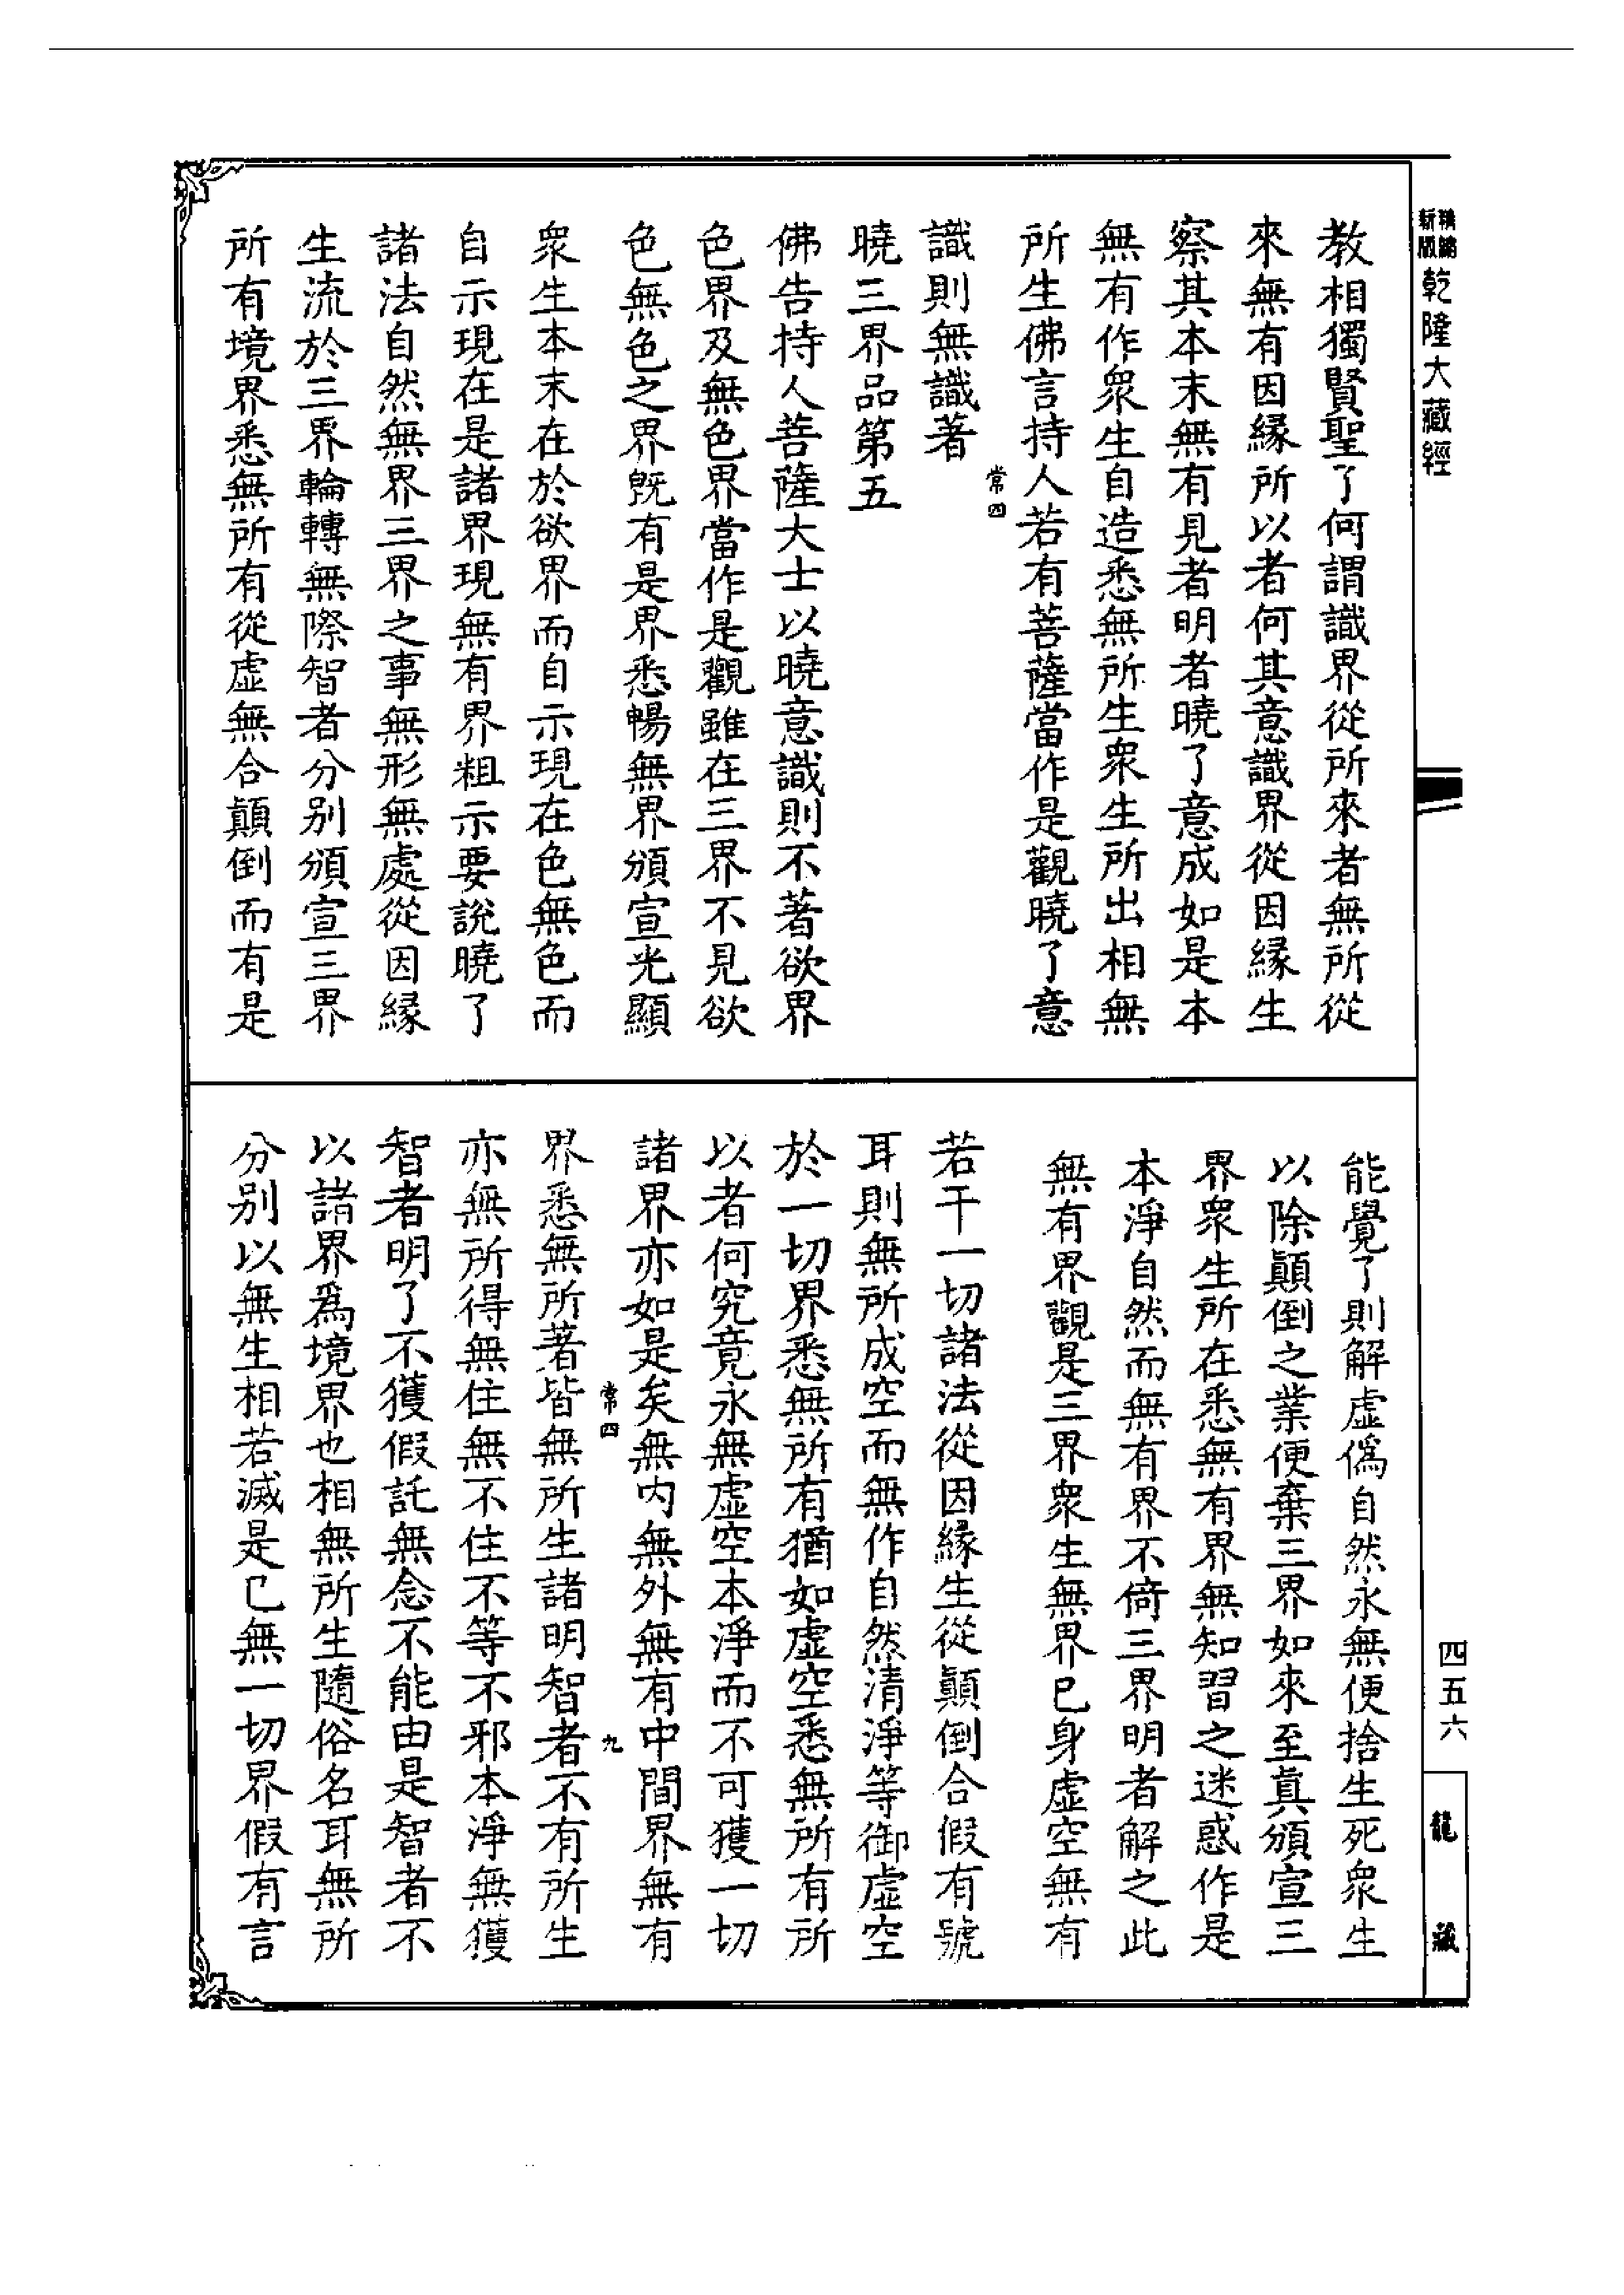 精編新版
乾隆大藏經
教相獨賢聖了何謂識界從所來者無所從
來無有因緣所以者何其意識界從因緣生
察其本末無有見者明者曉了意成如是本
無有作衆生自造悉無所生衆生所出相無
所生佛言持人若有菩薩當作是觀曉了意
常四
識則無識著
曉三界品第五
佛告持人菩薩大士以曉意識則不著欲界
色界及無色界當作是觀雖在三界不見欲
色無色之界旣有是界悉暢無界頒宣光顯
衆生本末在於欲界而自示現在色無色而
自示現在是諸界現無有界粗示要說曉了
諸法自然無界三界之事無形無處從因緣
生流於三界輪轉無際智者分别頒宣三界
所有境界悉無所有從虛無合顛倒而有是
能覺了則解虛僞自然永無便捨生死衆生
以除顛倒之業便棄三界如來至真頒宣三
界衆生所在悉無有界無知習之迷惑作是
本淨自然而無有界不倚三界明者解之此
無有界觀是三界衆生無界已身虛空無有
若干一切諸法從因緣生從顛倒合假有號
耳則無所成空而無作自然清淨等御虛空
於一切界悉無所有猶如虛空悉無所有所
以者何究竟永無虛空本淨而不可獲一切
諸界亦如是矣無内無外無有中間界無有
常四
九
界悉無所著皆無所生諸明智者不有所生
亦無所得無住無不住不等不邪本淨無獲
智者明了不獲假託無念不能由是智者不
以諸界爲境界也相無所生隨俗名耳無所
分别以無生相若滅是已無一切界假有言
四五六
龍藏